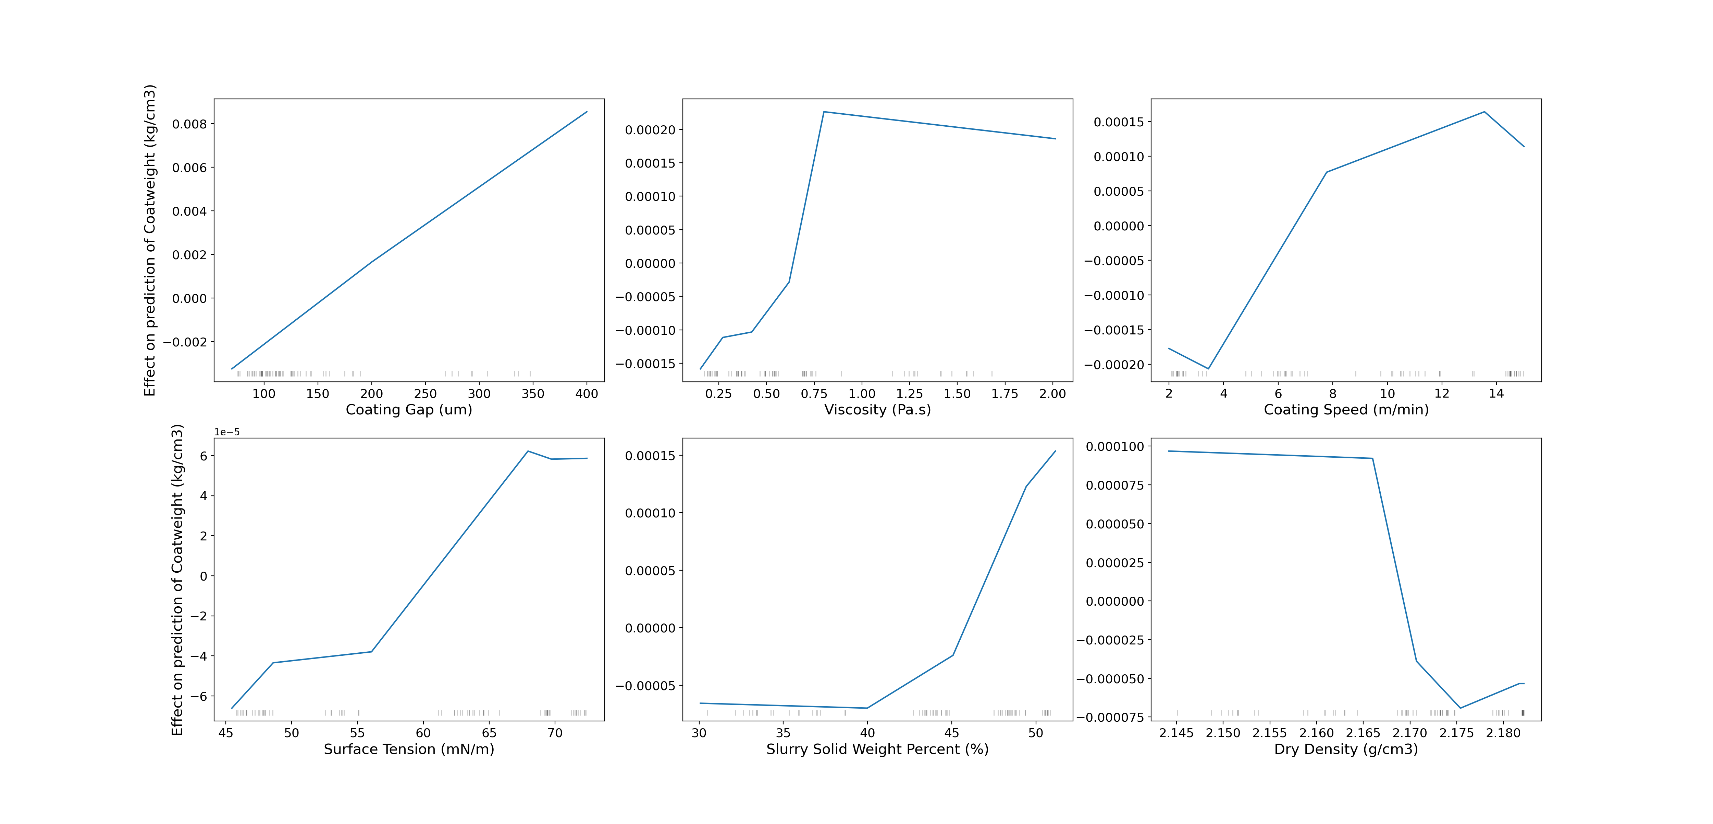 Effect on prediction of Coatweight (kg/cm3)
0.008
0.006
0.004
0.002
0.000
−0.002
100 150 200 250 300 350 400
Coating Gap (um)
0.00020
0.00015
0.00010
0.00005
0.00000
−0.00005
−0.00010
−0.00015
0.25 0.50 0.75 1.00 1.25 1.50 1.75 2.00
Viscosity (Pa.s)
0.00015
0.00010
0.00005
0.00000
−0.00005
−0.00010
−0.00015
−0.00020
2 4 6 8 10 12 14
Coating Speed (m/min)
Effect on prediction of Coatweight (kg/cm3)
1e−5
6
4
2
0
−2
−4
−6
45 50 55 60 65 70
Surface Tension (mN/m)
0.00015
0.00010
0.00005
0.00000
−0.00005
30 35 40 45 50
Slurry Solid Weight Percent (%)
0.000100
0.000075
0.000050
0.000025
0.000000
−0.000025
−0.000050
−0.000075
2.145 2.150 2.155 2.160 2.165 2.170 2.175 2.180
Dry Density (g/cm3)